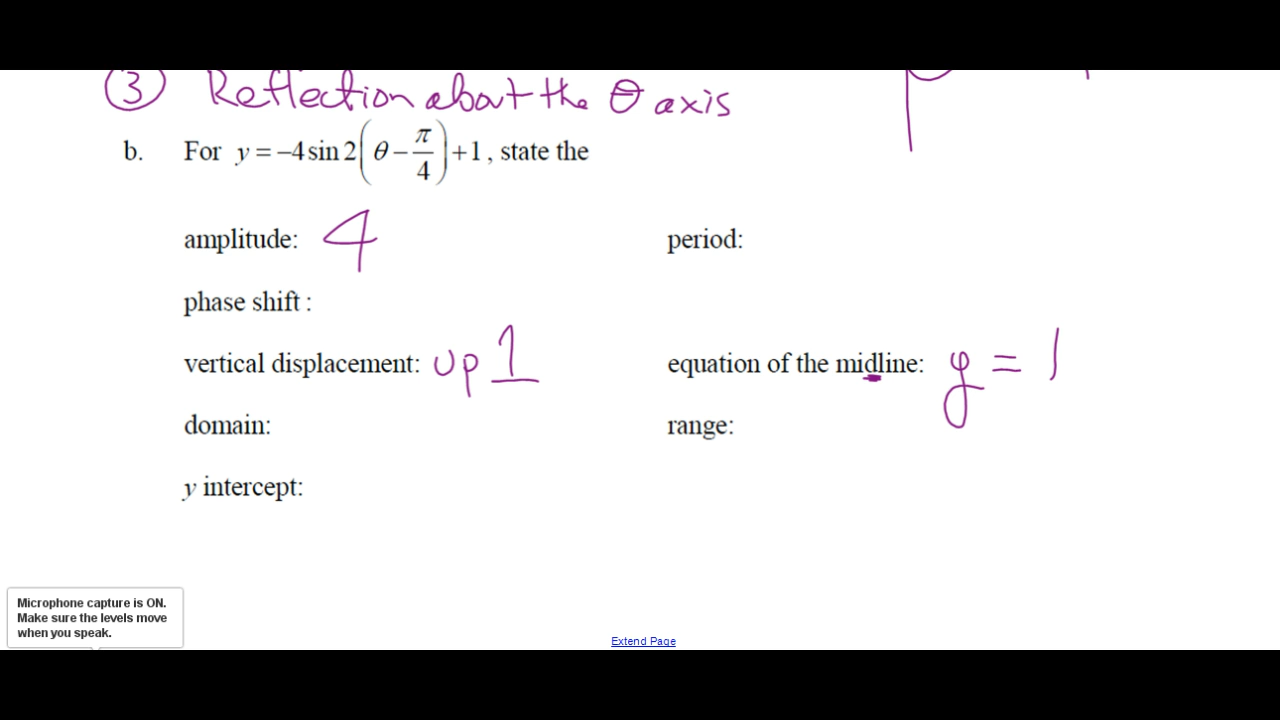 ③ Reflection about the θ axis
b. For y = −4 sin 2(θ − π/4) + 1, state the
amplitude: 4 period:
phase shift :
vertical displacement: up 1 equation of the midline: y = 1
domain: range:
y intercept:
Microphone capture is ON.
Make sure the levels move
when you speak.
Extend Page